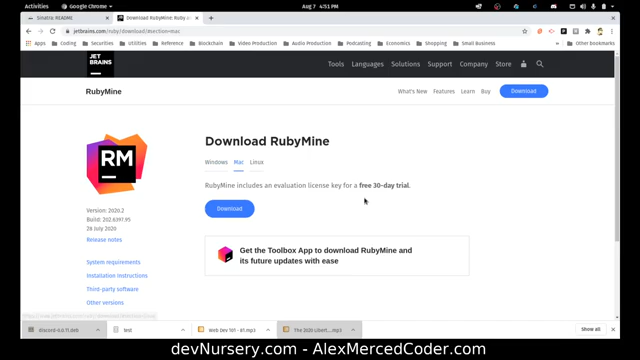 Activities
Google Chrome
Aug 7 4:51 PM
Sinatra: README
Download RubyMine: Ruby a
jetbrains.com/ruby/download/#section=mac
Apps
Coding
Design
Business
Education
Utilities
Reference
Blockchain
Video Production
Audio Production
Podcasting
Economics
Shopping
Small Business
Other bookmarks
JET
BRAINS
Tools
Languages
Solutions
Support
Company
Store
RubyMine
What's New
Features
Learn
Buy
Download
RM
Download RubyMine
Windows
Mac
Linux
RubyMine includes an evaluation license key for a free 30-day trial.
Download
Version: 2020.2
Build: 202.6397.95
28 July 2020
Release notes
Get the Toolbox App to download RubyMine and
its future updates with ease
System requirements
Installation Instructions
Third-party software
Other versions
discord-0.0.11.deb
test
Web Dev 101 - #1.mp3
The 2020 Libert....mp3
Show all
devNursery.com - AlexMercedCoder.com